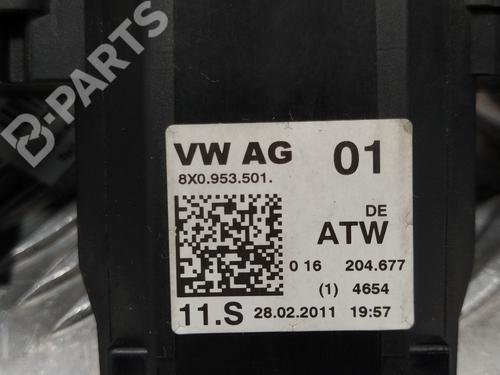 B-PARTS
VW AG 01
8X0.953.501.
DE
ATW
0 16 204.677
(1) 4654
11.S 28.02.2011 19:57